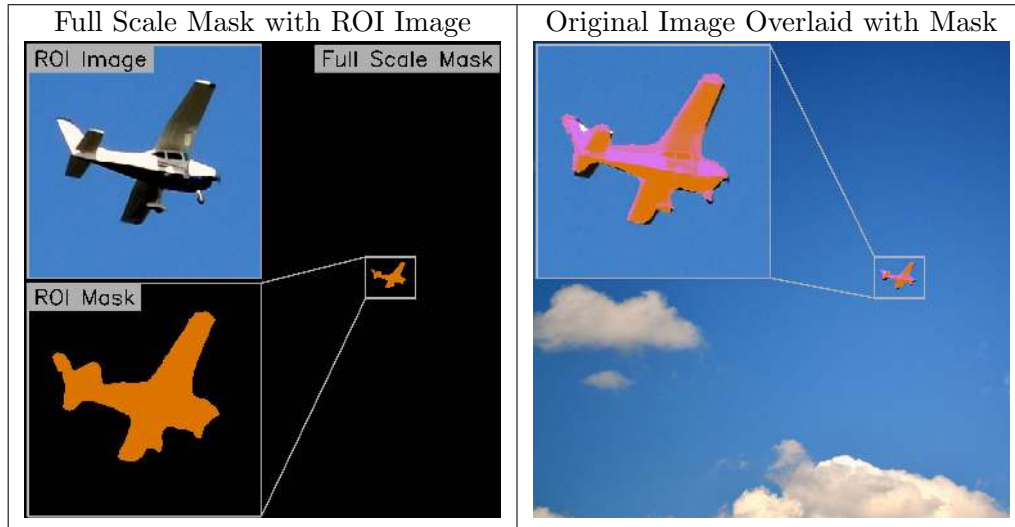 Full Scale Mask with ROI Image
Original Image Overlaid with Mask
ROI Image
Full Scale Mask
ROI Mask